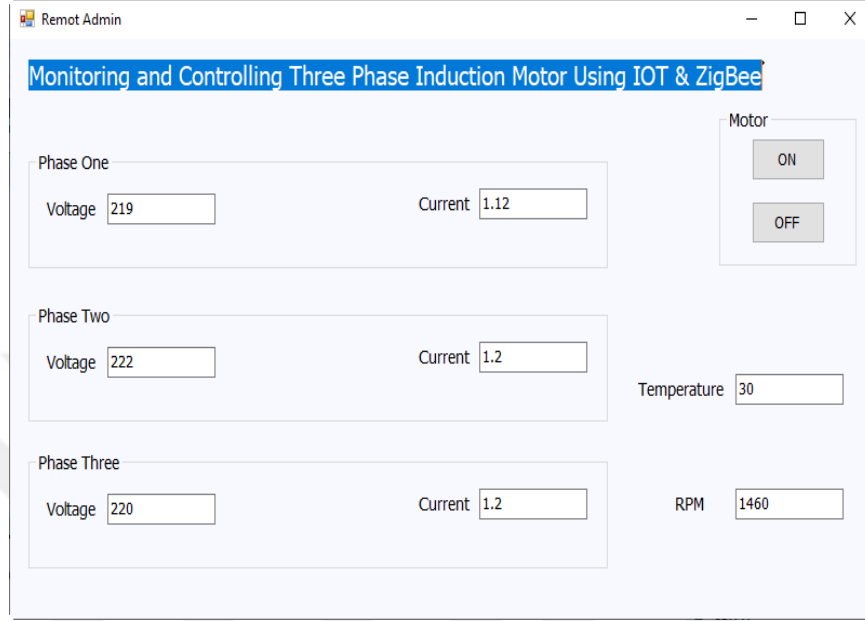 Remot Admin
Monitoring and Controlling Three Phase Induction Motor Using IOT & ZigBee
Motor
ON
OFF
Phase One
Voltage 219 Current 1.12
Phase Two
Voltage 222 Current 1.2
Temperature 30
Phase Three
Voltage 220 Current 1.2
RPM 1460